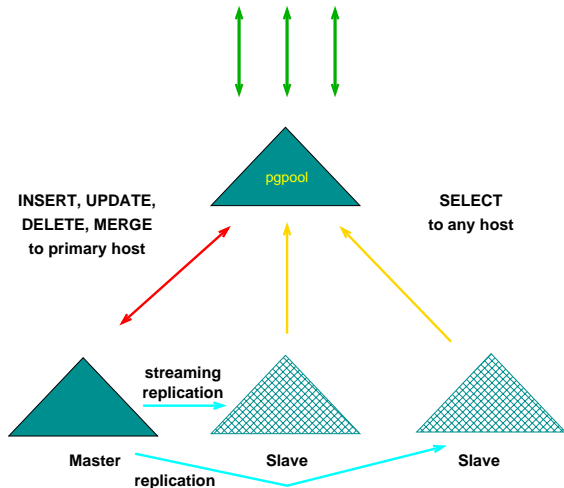 pgpool
INSERT, UPDATE,
DELETE, MERGE
to primary host
SELECT
to any host
streaming
replication
Master
Slave
Slave
replication